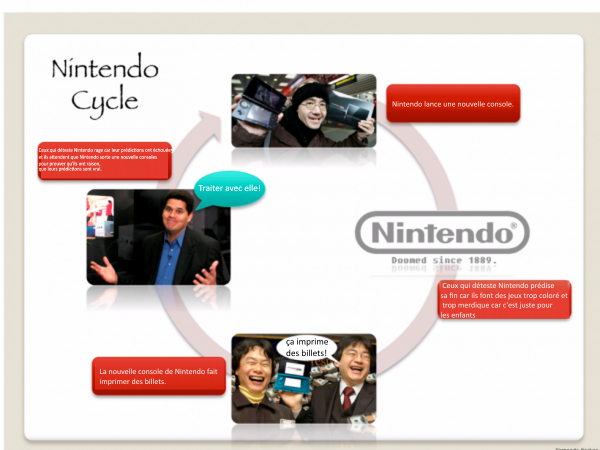 Nintendo
Cycle
Nintendo lance une nouvelle console.
Ceux qui déteste Nintendo rage car leur prédictions ont échouée
et ils attendent que Nintendo sorte une nouvelle consoles
pour prouver qu'ils ont raison,
que leurs prédictions sont vrai.
Traiter avec elle!
Nintendo®
Doomed since 1889.
Ceux qui déteste Nintendo prédise
sa fin car ils font des jeux trop coloré et
trop merdique car c'est juste pour
les enfants
ça imprime
des billets!
La nouvelle console de Nintendo fait
imprimer des billets.